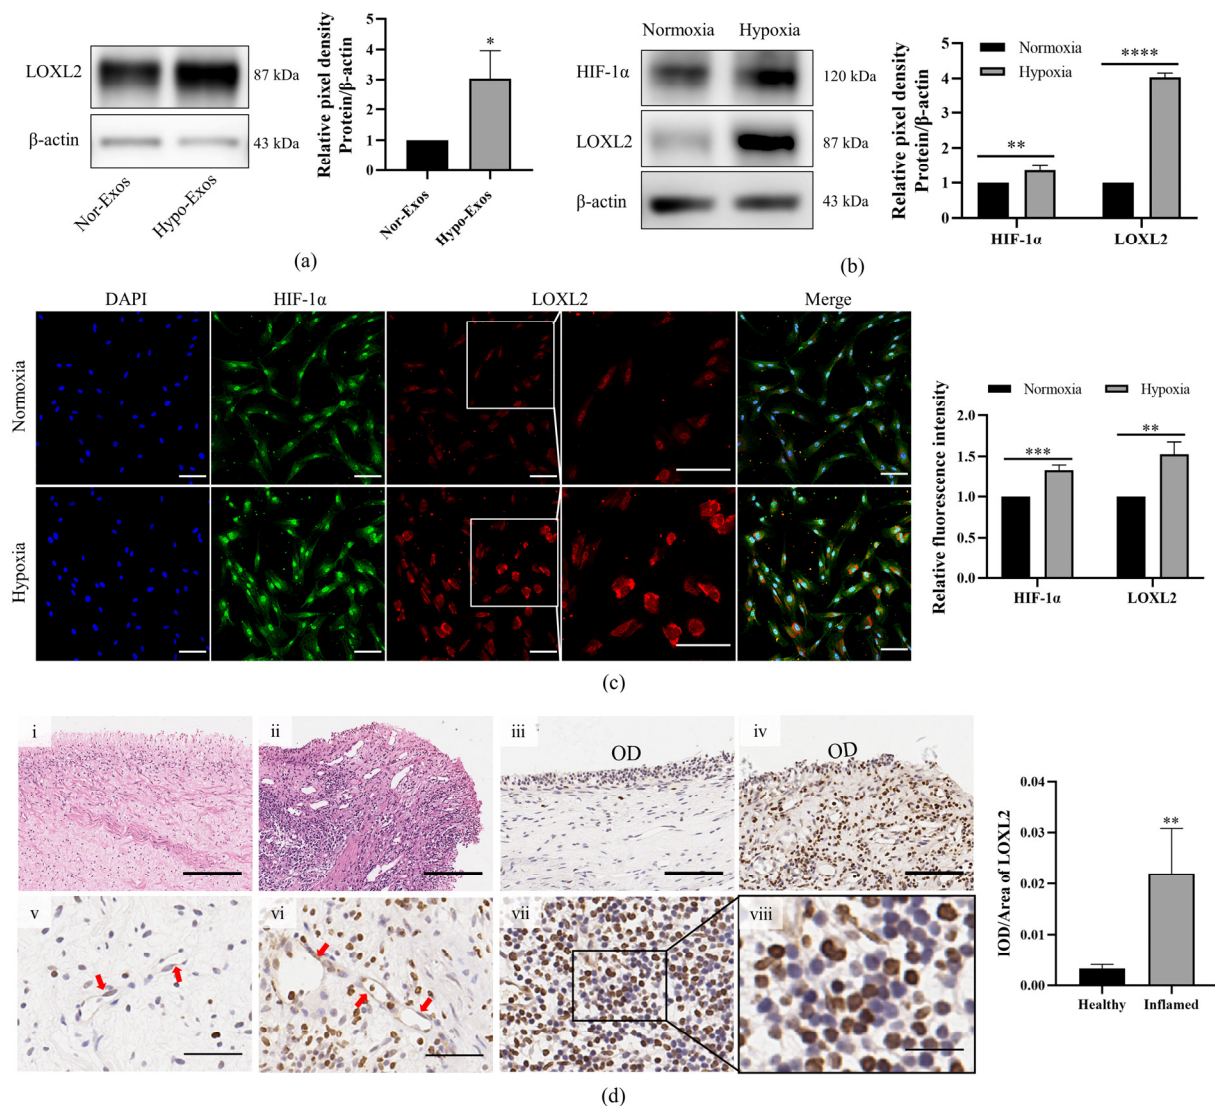 LOXL2
87 kDa
β-actin
43 kDa
Nor-Exos
Hypo-Exos
Relative pixel density
Protein/β-actin
5
4
3
2
1
0
*
Nor-Exos
Hypo-Exos
(a)
Normoxia Hypoxia
HIF-1α
120 kDa
LOXL2
87 kDa
β-actin
43 kDa
Relative pixel density
Protein/β-actin
5
4
3
2
1
0
Normoxia
Hypoxia
**
****
HIF-1α LOXL2
(b)
DAPI HIF-1α LOXL2 Merge
Normoxia
Hypoxia
Relative fluorescence intensity
Normoxia Hypoxia
2.0
1.5
1.0
0.5
0.0
***
**
HIF-1α LOXL2
(c)
i
ii
iii
OD
iv
OD
v
vi
vii
viii
IOD/Area of LOXL2
0.04
0.03
0.02
0.01
0.00
**
Healthy Inflamed
(d)